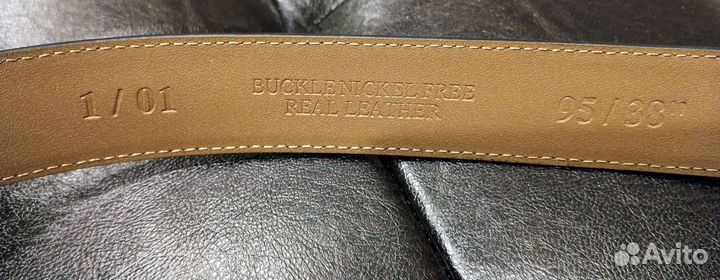 1 / 01
BUCKLE NICKEL FREE
REAL LEATHER
95 / 38"
Avito